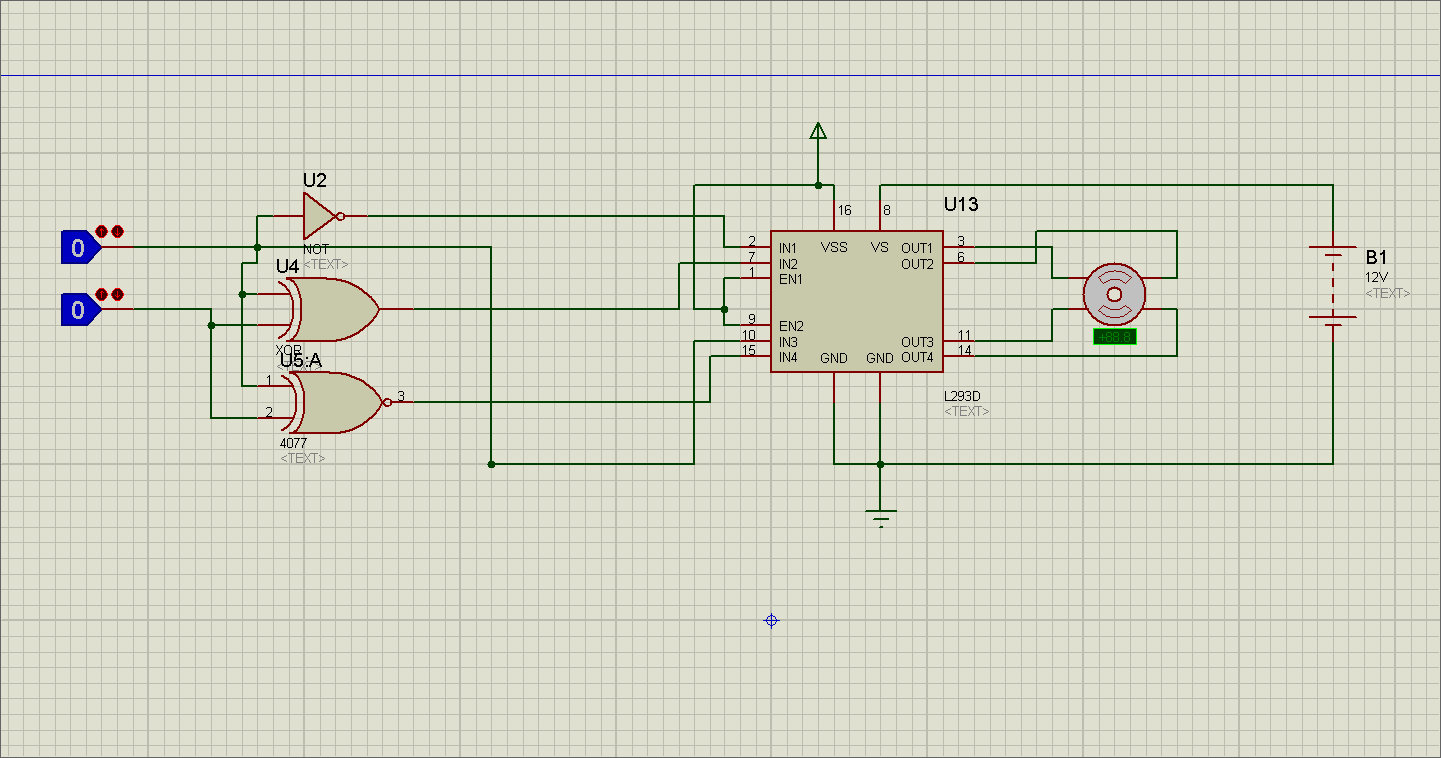 U2
NOT
<TEXT>
0
0
U4
XOR
U5:A
1
2
3
4077
<TEXT>
16
8
U13
2
7
1
9
10
15
IN1
IN2
EN1
EN2
IN3
IN4
VSS
VS
GND
GND
OUT1
OUT2
OUT3
OUT4
3
6
11
14
L293D
<TEXT>
+88.8
B1
12V
<TEXT>